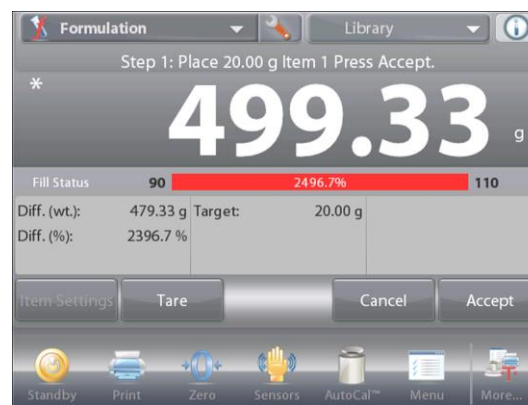 Formulation Library
Step 1: Place 20.00 g Item 1 Press Accept.
* 499.33 g
Fill Status 90 2496.7% 110
Diff. (wt.): 479.33 g Target: 20.00 g
Diff. (%): 2396.7 %
Item Settings Tare Cancel Accept
Standby Print Zero Sensors AutoCal™ Menu More...